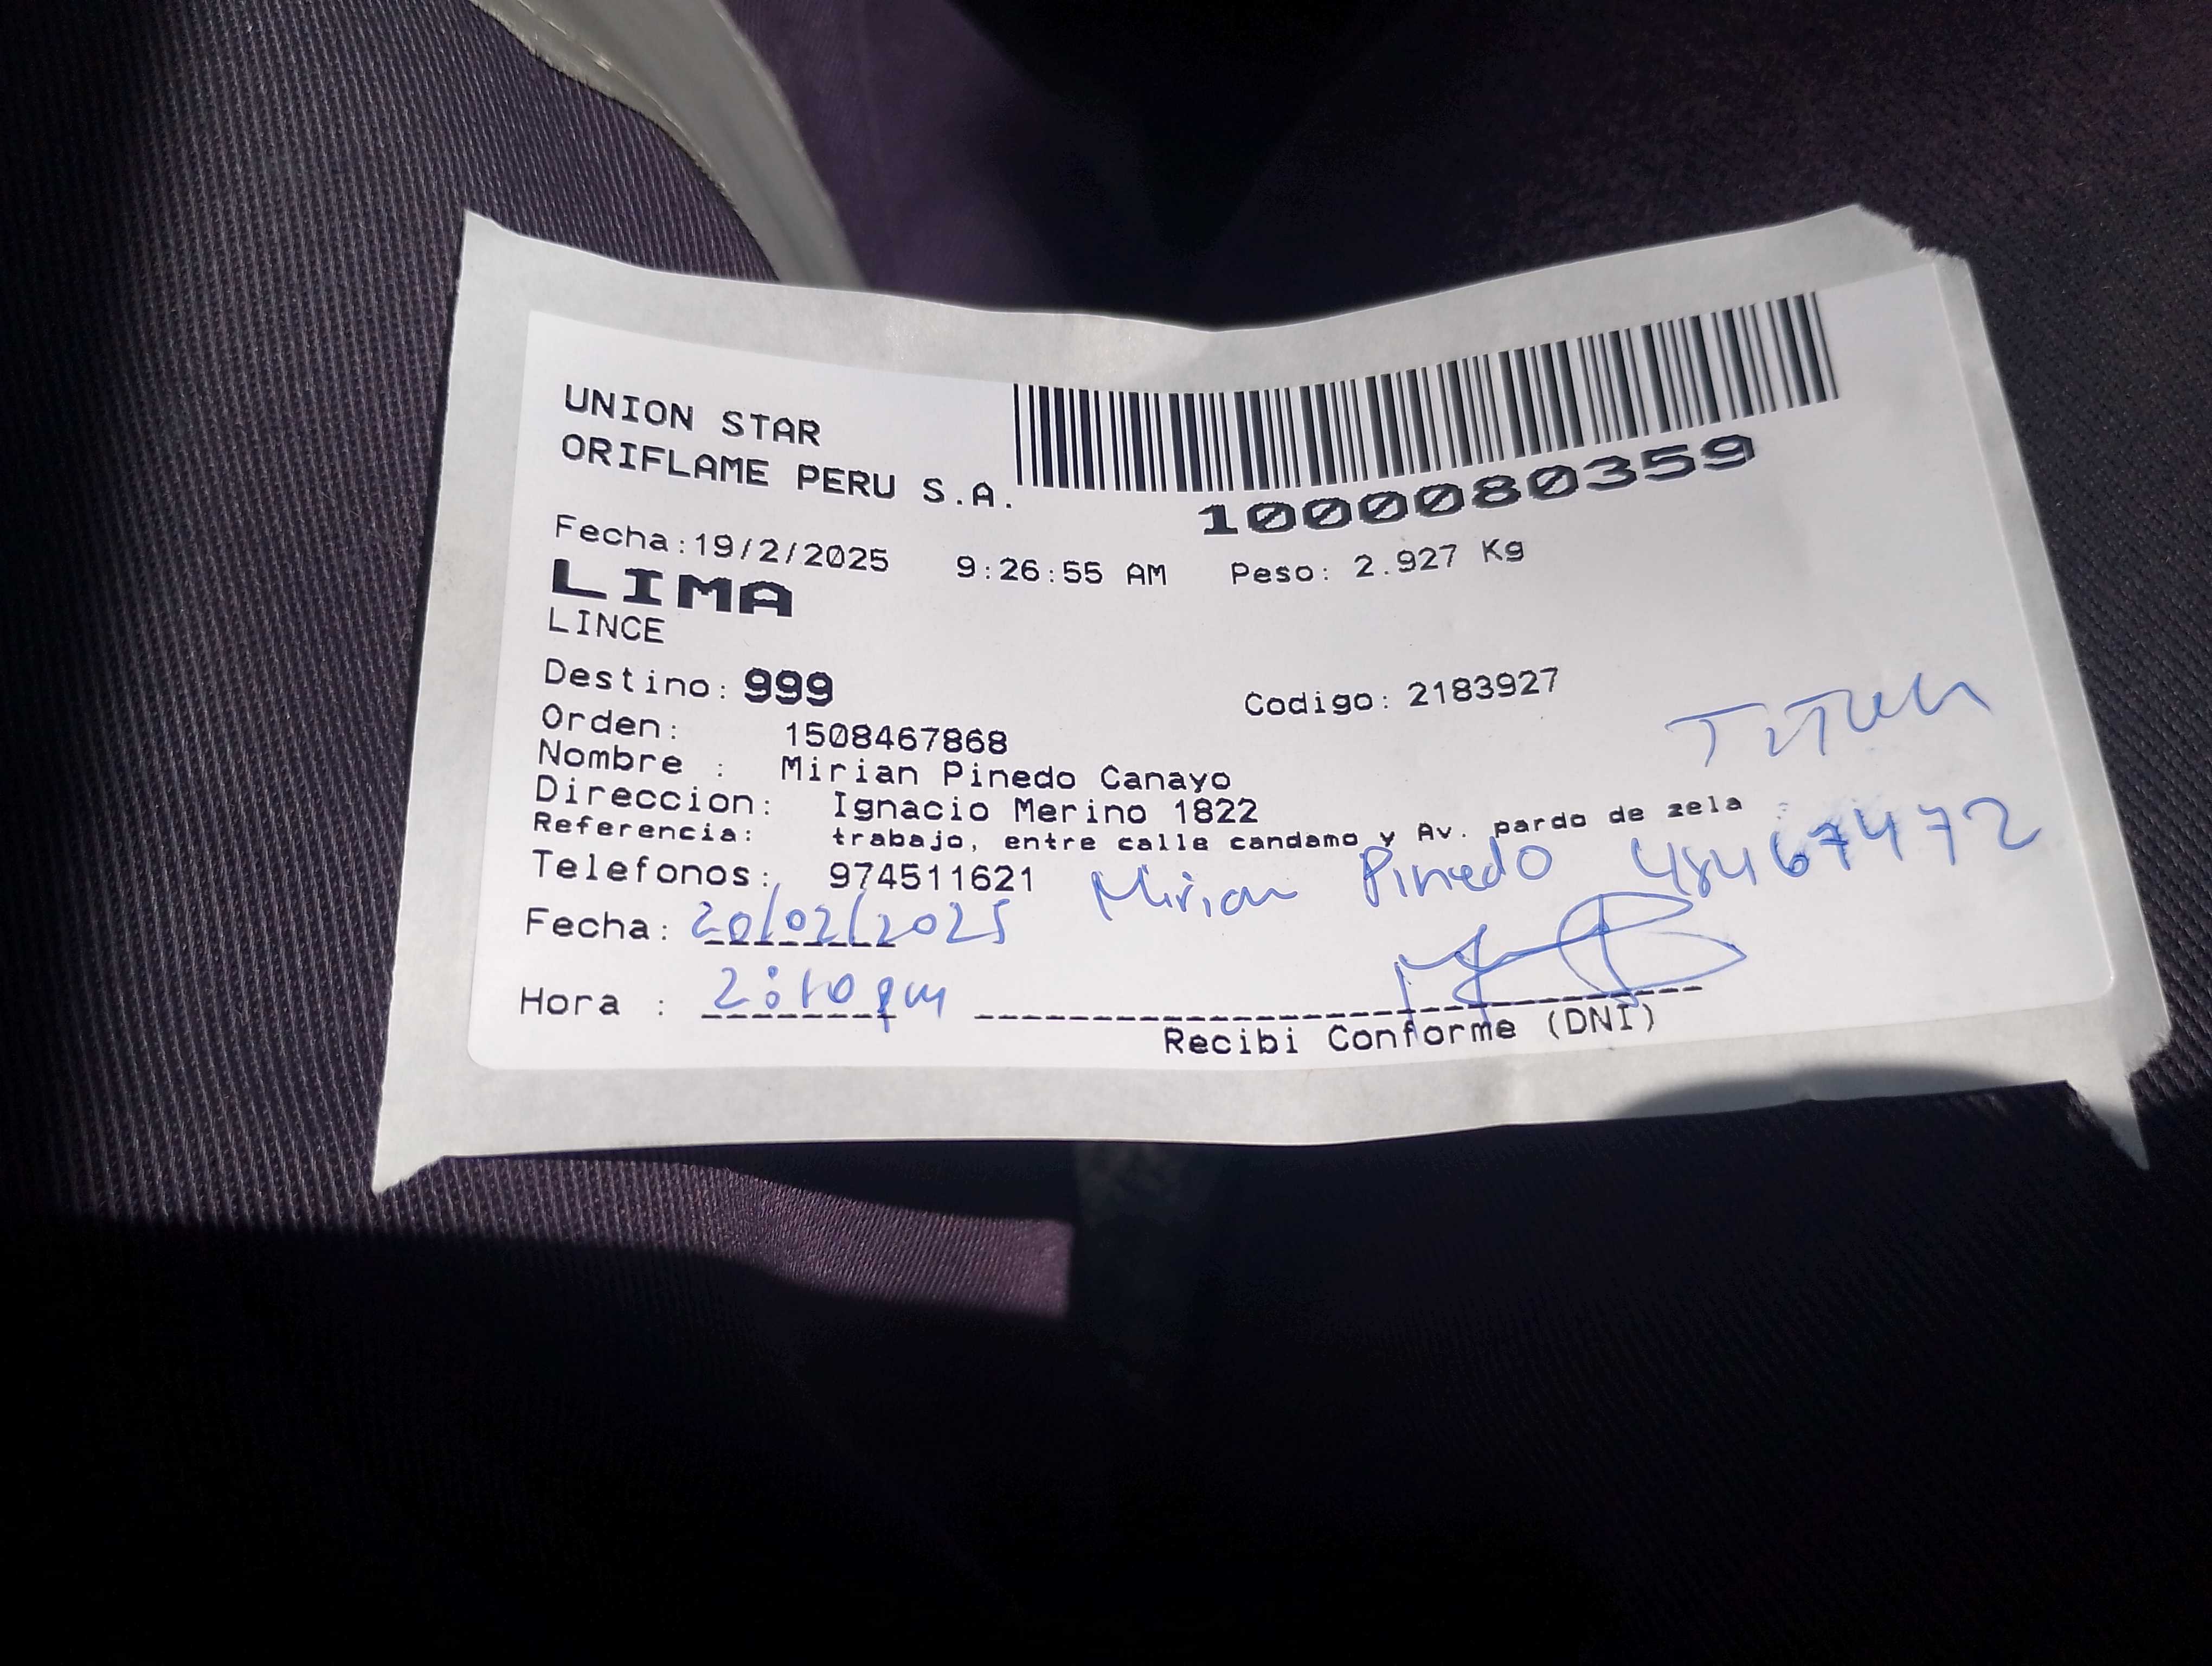 UNION STAR
ORIFLAME PERU S.A.
1000080359
Fecha:19/2/2025 9:26:55 AM Peso: 2.927 Kg
LIMA
LINCE
Destino: 999 Codigo: 2183927
Orden: 1508467868
Nombre : Mirian Pinedo Canayo
Direccion: Ignacio Merino 1822
Referencia: trabajo, entre calle candamo y Av. pardo de zela
Telefonos: 974511621
Mirian Pinedo
Fecha: 20/02/2025
Hora : 2:10 pm
Recibi Conforme (DNI)